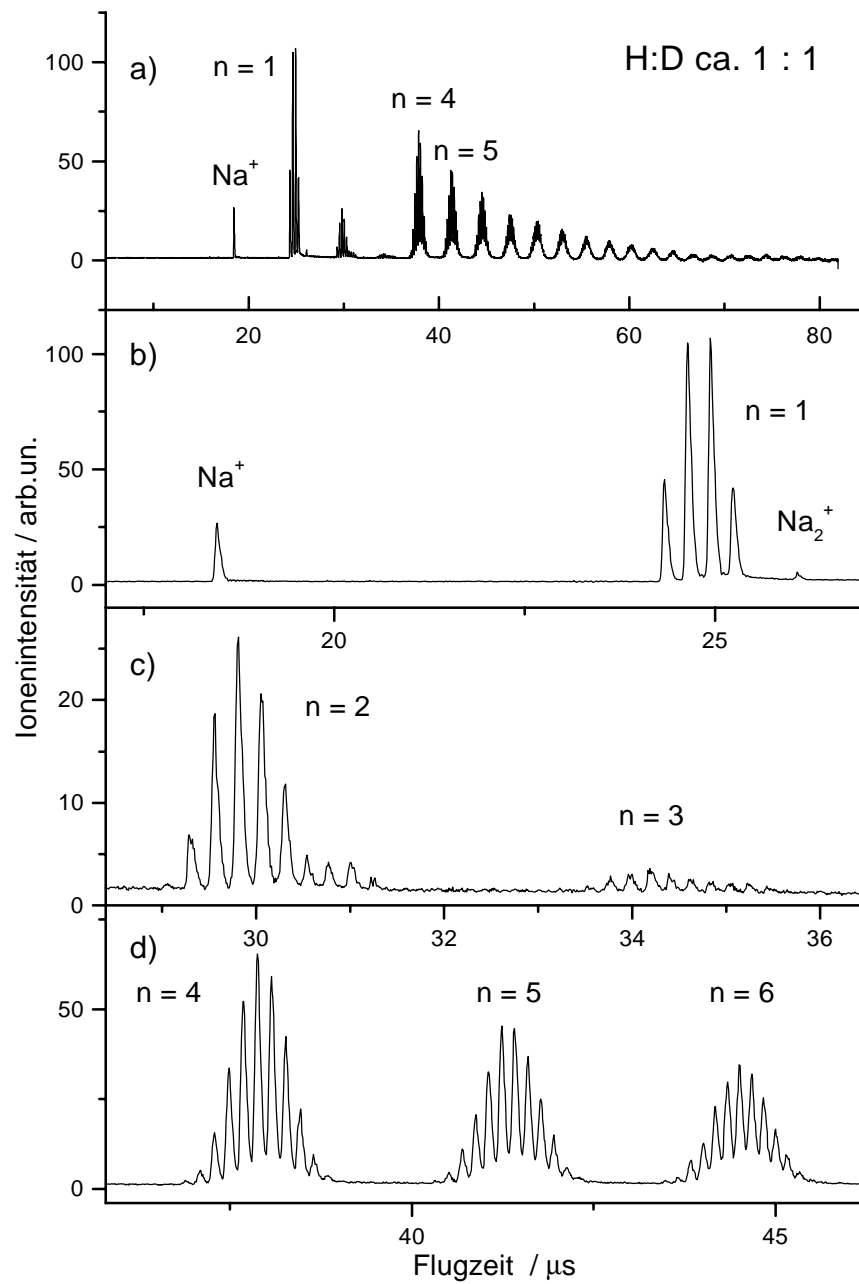 a)
H:D ca. 1 : 1
n = 1
n = 4
n = 5
Na+
100
50
0
20
40
60
80
b)
n = 1
Na+
Na2+
100
50
0
20
25
c)
n = 2
n = 3
20
10
0
30
32
34
36
d)
n = 4
n = 5
n = 6
50
0
40
45
Ionenintensität / arb.un.
Flugzeit / μs